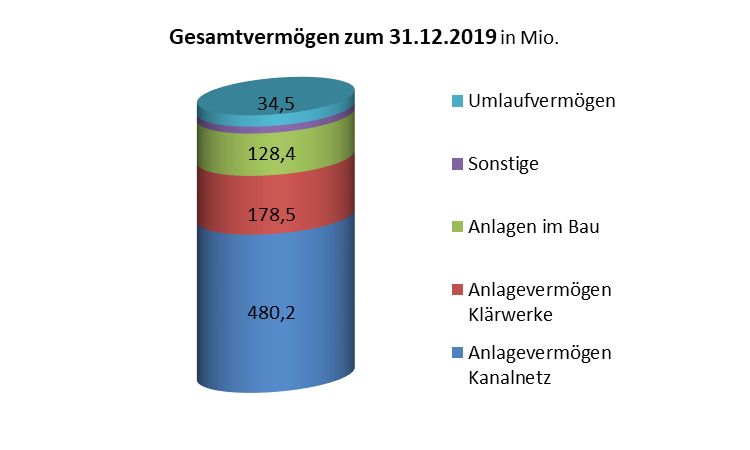 Gesamtvermögen zum 31.12.2019 in Mio.
34,5
128,4
178,5
480,2
Umlaufvermögen
Sonstige
Anlagen im Bau
Anlagevermögen
Klärwerke
Anlagevermögen
Kanalnetz